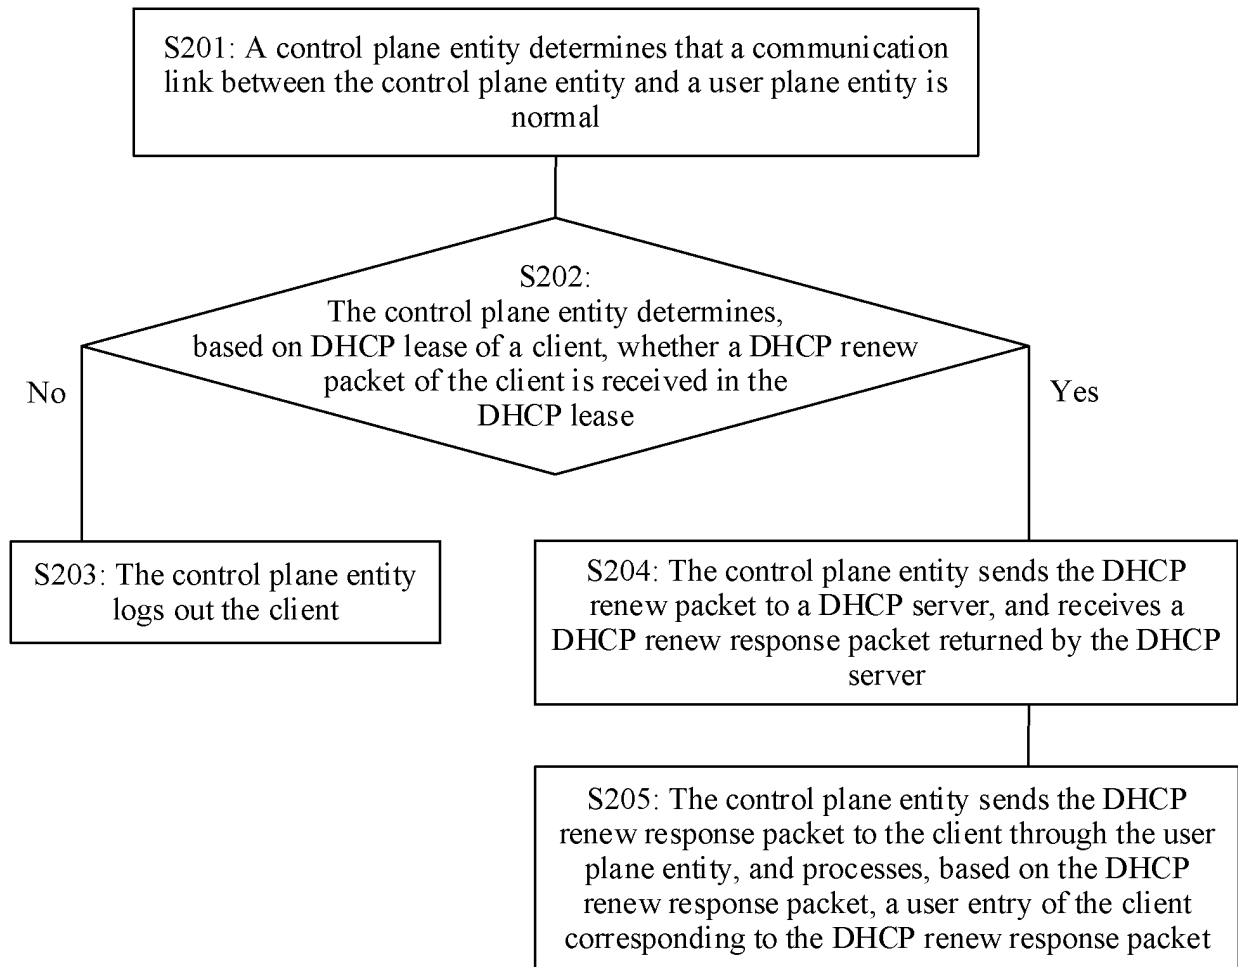 S201: A control plane entity determines that a communication
link between the control plane entity and a user plane entity is
normal
S202:
The control plane entity determines,
based on DHCP lease of a client, whether a DHCP renew
packet of the client is received in the
DHCP lease
No
Yes
S203: The control plane entity
logs out the client
S204: The control plane entity sends the DHCP
renew packet to a DHCP server, and receives a
DHCP renew response packet returned by the DHCP
server
S205: The control plane entity sends the DHCP
renew response packet to the client through the user
plane entity, and processes, based on the DHCP
renew response packet, a user entry of the client
corresponding to the DHCP renew response packet